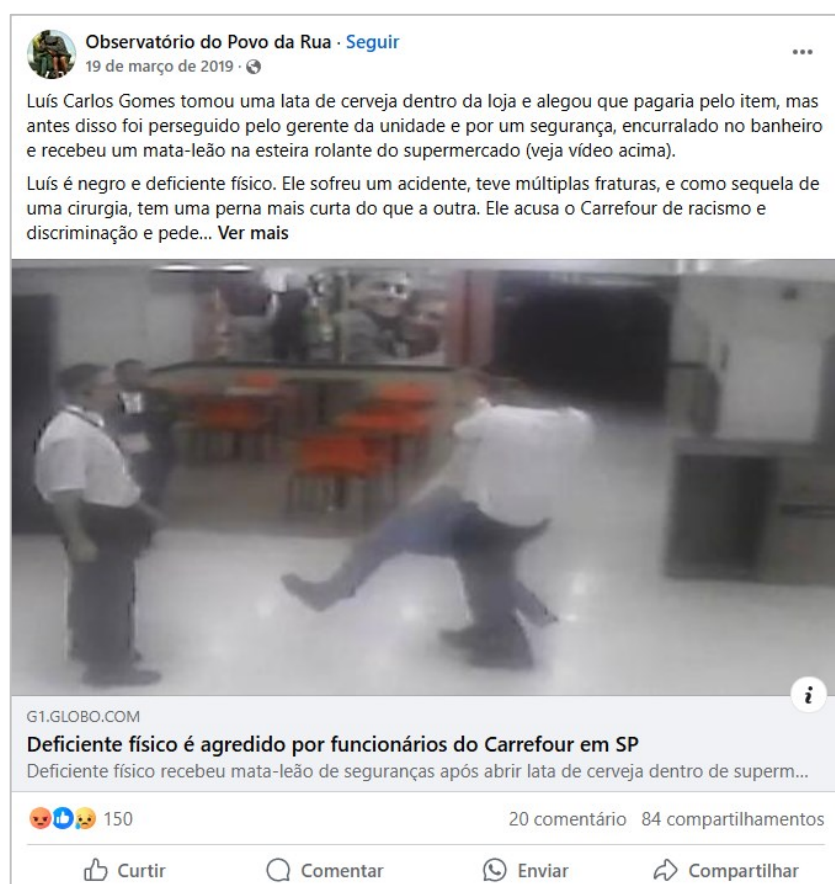 Observatório do Povo da Rua · Seguir
19 de março de 2019 ·
Luís Carlos Gomes tomou uma lata de cerveja dentro da loja e alegou que pagaria pelo item, mas
antes disso foi perseguido pelo gerente da unidade e por um segurança, encurralado no banheiro
e recebeu um mata-leão na esteira rolante do supermercado (veja vídeo acima).
Luís é negro e deficiente físico. Ele sofreu um acidente, teve múltiplas fraturas, e como sequela de
uma cirurgia, tem uma perna mais curta do que a outra. Ele acusa o Carrefour de racismo e
discriminação e pede... Ver mais
G1.GLOBO.COM
Deficiente físico é agredido por funcionários do Carrefour em SP
Deficiente físico recebeu mata-leão de seguranças após abrir lata de cerveja dentro de superm...
150 20 comentário 84 compartilhamentos
Curtir Comentar Enviar Compartilhar